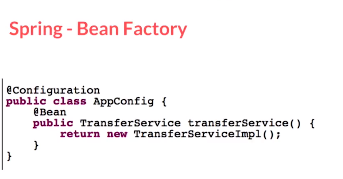 Spring - Bean Factory
@Configuration
public class AppConfig {
    @Bean
    public TransferService transferService() {
        return new TransferServiceImpl();
    }
}